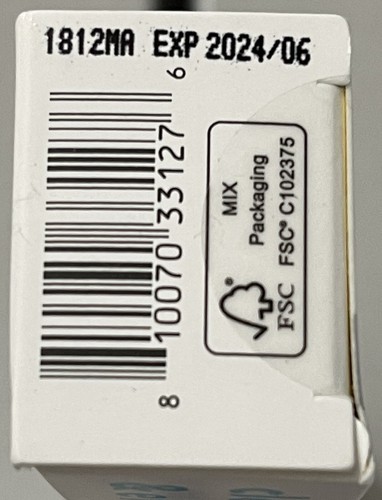 1812MA EXP 2024/06
8 10070 33127 6
MIX
Packaging
FSC® C102375
FSC